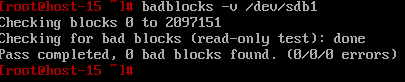 [root@host-15 ~]# badblocks -v /dev/sdb1
Checking blocks 0 to 2097151
Checking for bad blocks (read-only test): done
Pass completed, 0 bad blocks found. (0/0/0 errors)
[root@host-15 ~]#